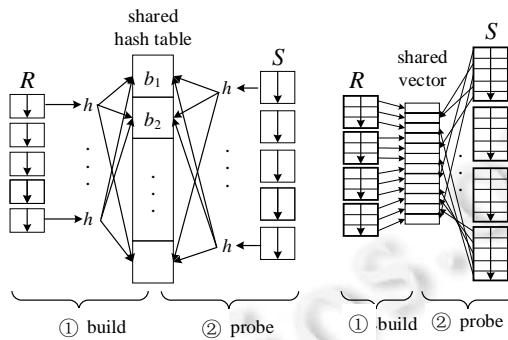 shared
hash table
R
h
h
b1
b2
h
h
S
① build
② probe
shared
vector
R
S
① build
② probe